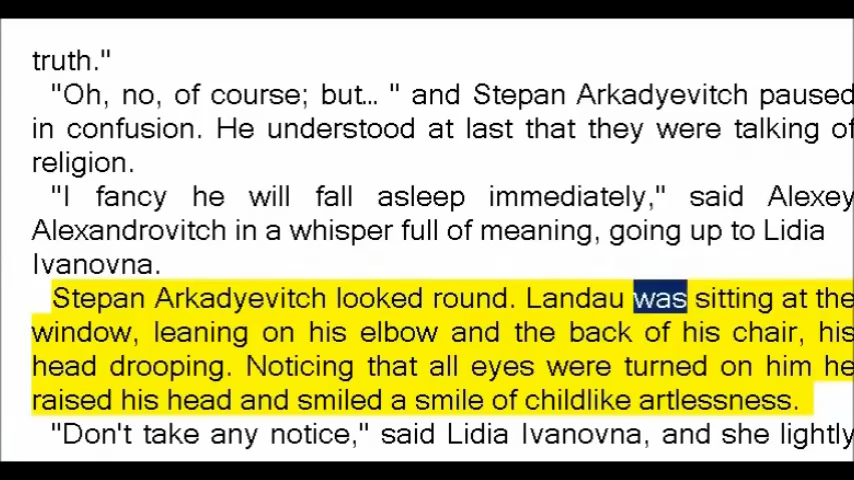 truth."
"Oh, no, of course; but... " and Stepan Arkadyevitch paused
in confusion. He understood at last that they were talking of
religion.
"I fancy he will fall asleep immediately," said Alexey
Alexandrovitch in a whisper full of meaning, going up to Lidia
Ivanovna.
Stepan Arkadyevitch looked round. Landau was sitting at the
window, leaning on his elbow and the back of his chair, his
head drooping. Noticing that all eyes were turned on him he
raised his head and smiled a smile of childlike artlessness.
"Don't take any notice," said Lidia Ivanovna, and she lightly